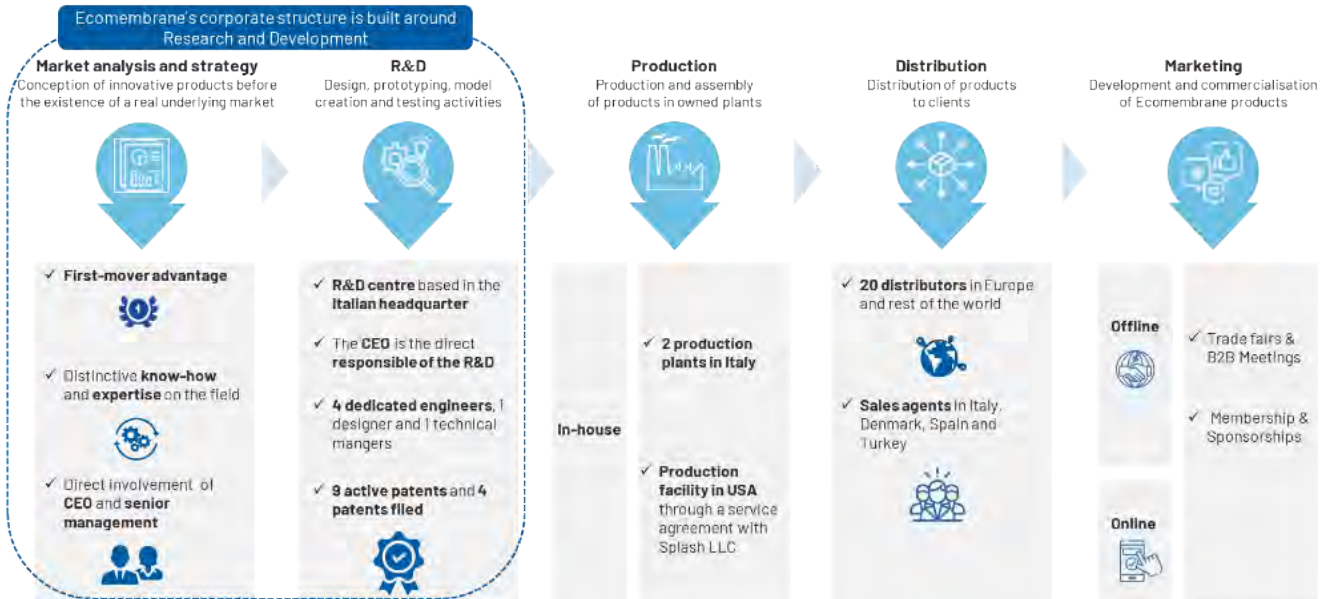 Ecomembrane's corporate structure is built around
Research and Development
Market analysis and strategy
Conception of innovative products before
the existence of a real underlying market
First-mover advantage
1
Distinctive know-how
and expertise on the field
Direct involvement of
CEO and senior
management
R&D
Design, prototyping, model
creation and testing activities
R&D centre based in the
Italian headquarter
The CEO is the direct
responsible of the R&D
4 dedicated engineers, 1
designer and 1 technical
mangers
9 active patents and 4
patents filed
Production
Production and assembly
of products in owned plants
In-house
2 production
plants in Italy
Production
facility in USA
through a service
agreement with
Splash LLC
Distribution
Distribution of products
to clients
20 distributors in Europe
and rest of the world
Sales agents in Italy,
Denmark, Spain and
Turkey
Marketing
Development and commercialisation
of Ecomembrane products
Offline
Trade fairs &
B2B Meetings
Membership &
Sponsorships
Online